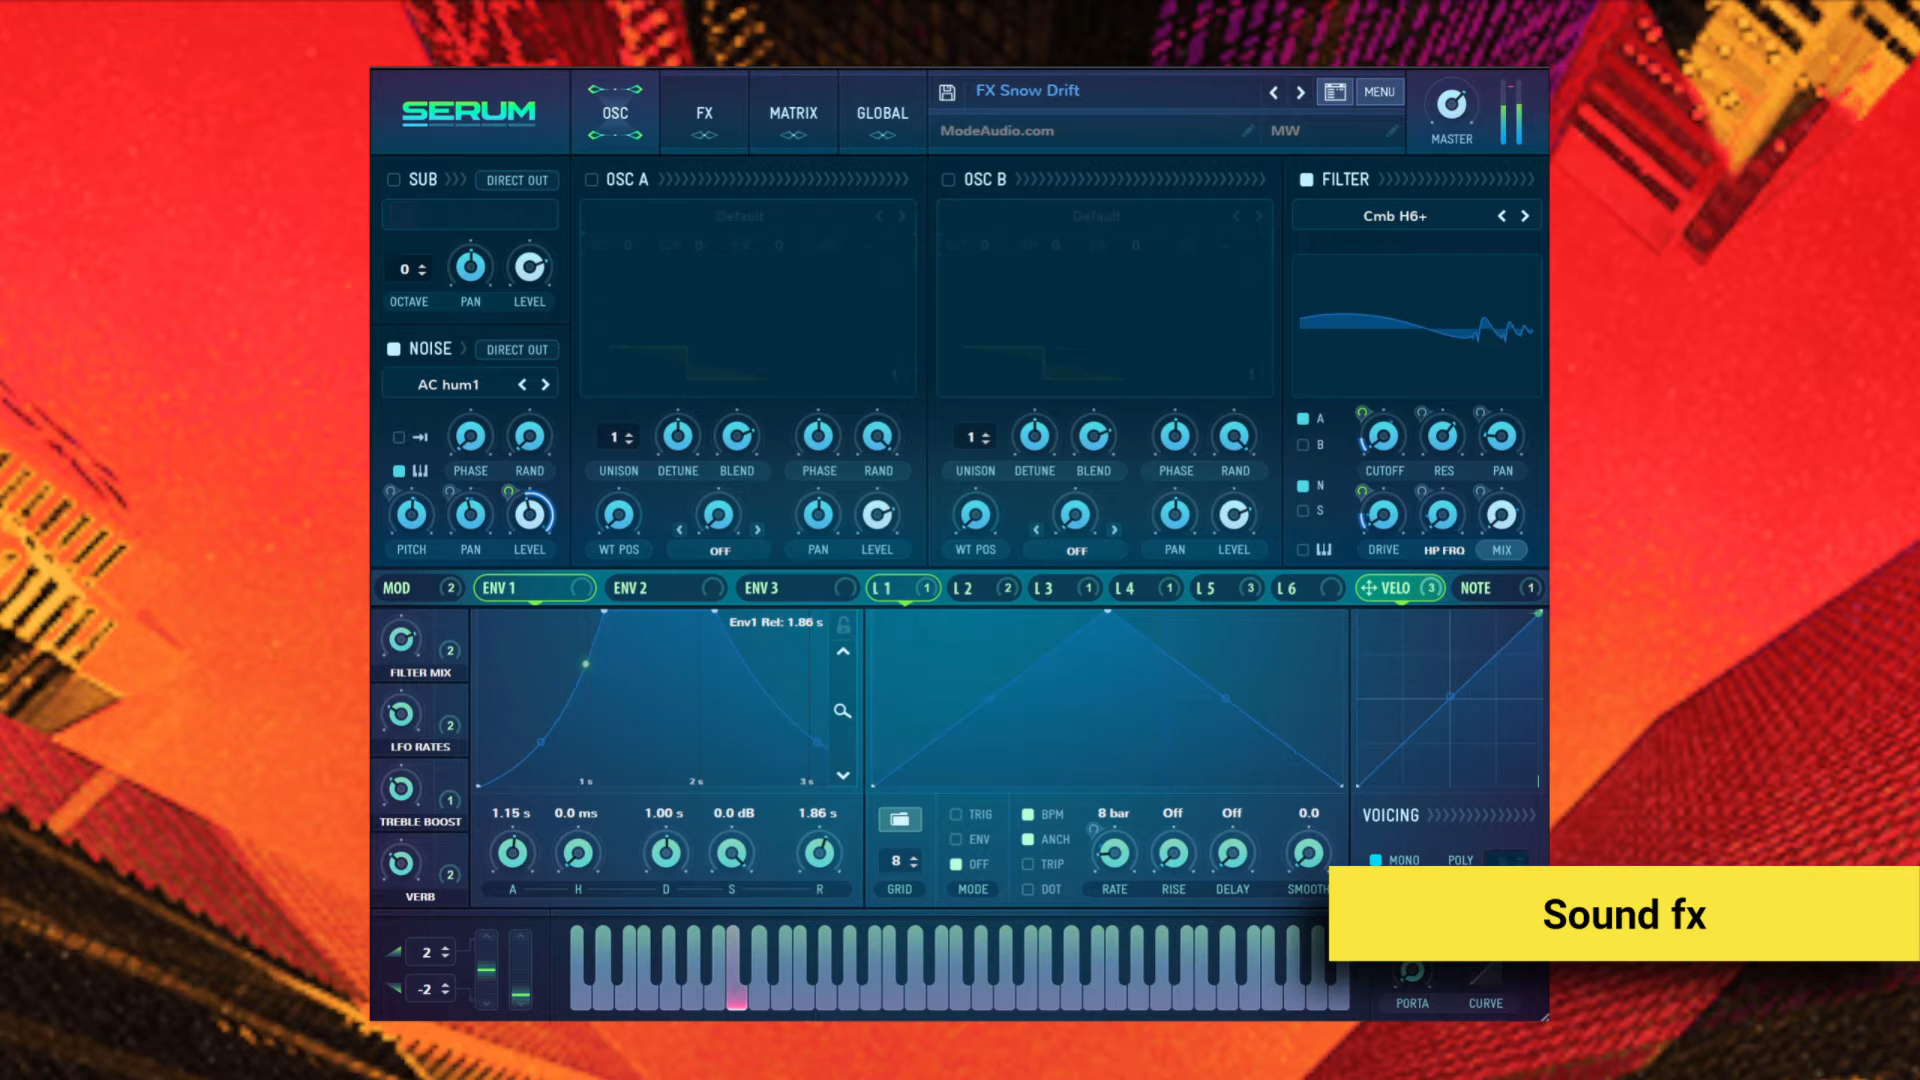 SERUM
OSC
FX
MATRIX
GLOBAL
FX Snow Drift
MENU
ModeAudio.com
MW
MASTER
SUB
DIRECT OUT
OSC A
OSC B
FILTER
Default
Default
Cmb H6+
0
OCTAVE
PAN
LEVEL
NOISE
DIRECT OUT
AC hum1
PHASE
RAND
PITCH
PAN
LEVEL
1
UNISON
DETUNE
BLEND
PHASE
RAND
WT POS
OFF
PAN
LEVEL
1
UNISON
DETUNE
BLEND
PHASE
RAND
WT POS
OFF
PAN
LEVEL
A
B
N
S
CUTOFF
RES
PAN
DRIVE
HP FRQ
MIX
MOD 2
ENV 1
ENV 2
ENV 3
L 1 1
L 2 2
L 3 1
L 4 1
L 5 3
L 6
VELO 3
NOTE 1
2
FILTER MIX
2
LFO RATES
1
TREBLE BOOST
2
VERB
Env1 Rel: 1.86 s
1 s
2 s
3 s
1.15 s
0.0 ms
1.00 s
0.0 dB
1.86 s
A
H
D
S
R
8
GRID
TRIG
ENV
OFF
MODE
BPM
ANCH
TRIP
DOT
8 bar
Off
Off
0.0
RATE
RISE
DELAY
SMOOTH
VOICING
MONO
POLY
Sound fx
2
-2
PORTA
CURVE